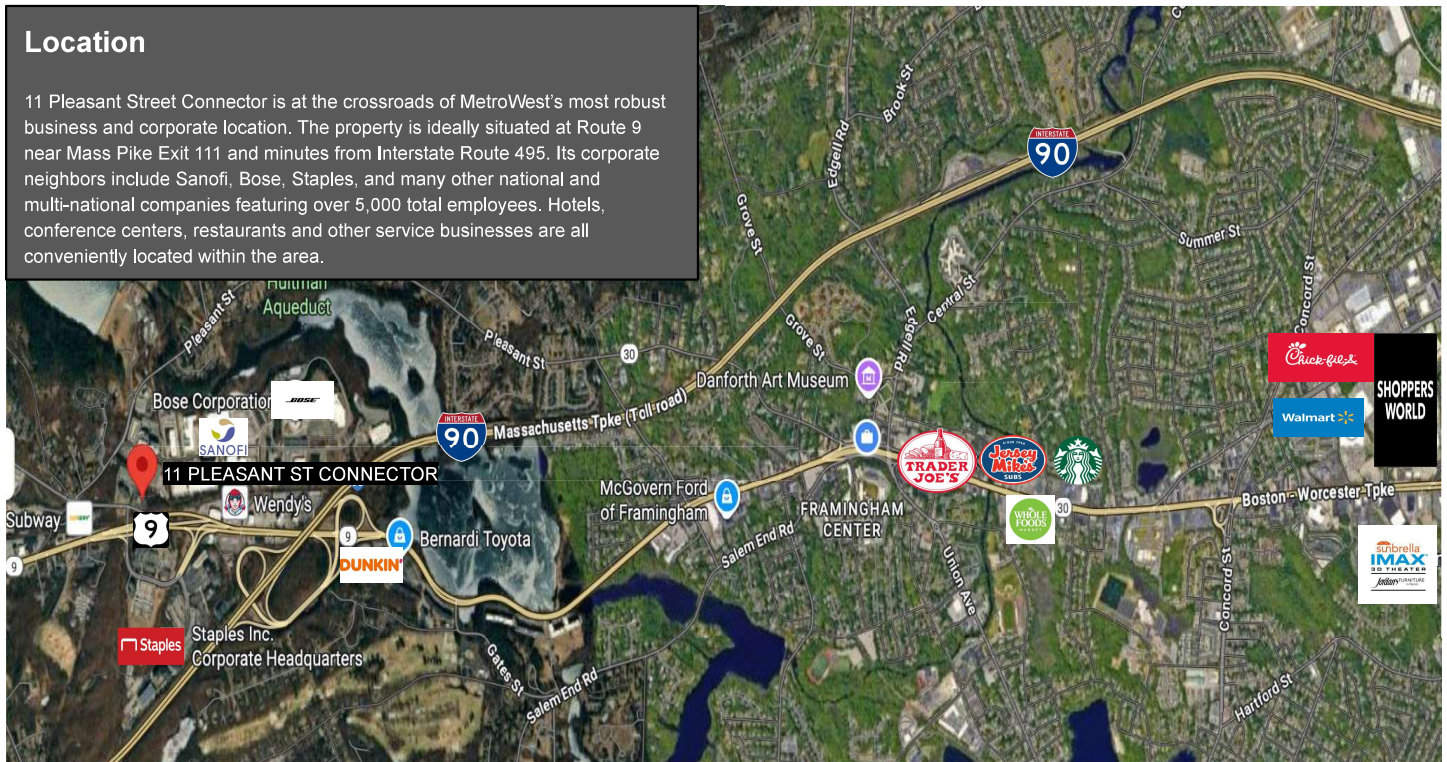 Location
11 Pleasant Street Connector is at the crossroads of MetroWest's most robust
business and corporate location. The property is ideally situated at Route 9
near Mass Pike Exit 111 and minutes from Interstate Route 495. Its corporate
neighbors include Sanofi, Bose, Staples, and many other national and
multi-national companies featuring over 5,000 total employees. Hotels,
conference centers, restaurants and other service businesses are all
conveniently located within the area.
Brook St
Edgell Rd
INTERSTATE
90
Grove St
Summer St
Hultman
Aqueduct
Pleasant St
Central St
Concord St
Edgell Rd
Grove St
Pleasant St
30
Danforth Art Museum
Chick-fil-A
SHOPPERS
WORLD
Walmart
Bose Corporation
BOSE
SANOFI
INTERSTATE
90
Massachusetts Tpke (Toll road)
11 PLEASANT ST CONNECTOR
TRADER
JOE'S
SINCE 1956
Jersey
Mike's
SUBS
McGovern Ford
of Framingham
Wendy's
Subway
SUBWAY
9
9
9
Bernardi Toyota
DUNKIN'
FRAMINGHAM
CENTER
WHOLE
FOODS
MARKET
30
Boston - Worcester Tpke
Salem End Rd
Union Ave
sunbrella
IMAX
3D THEATER
Jordan's FURNITURE
Concord St
Staples
Staples Inc.
Corporate Headquarters
Gates St
Salem End Rd
Hartford St